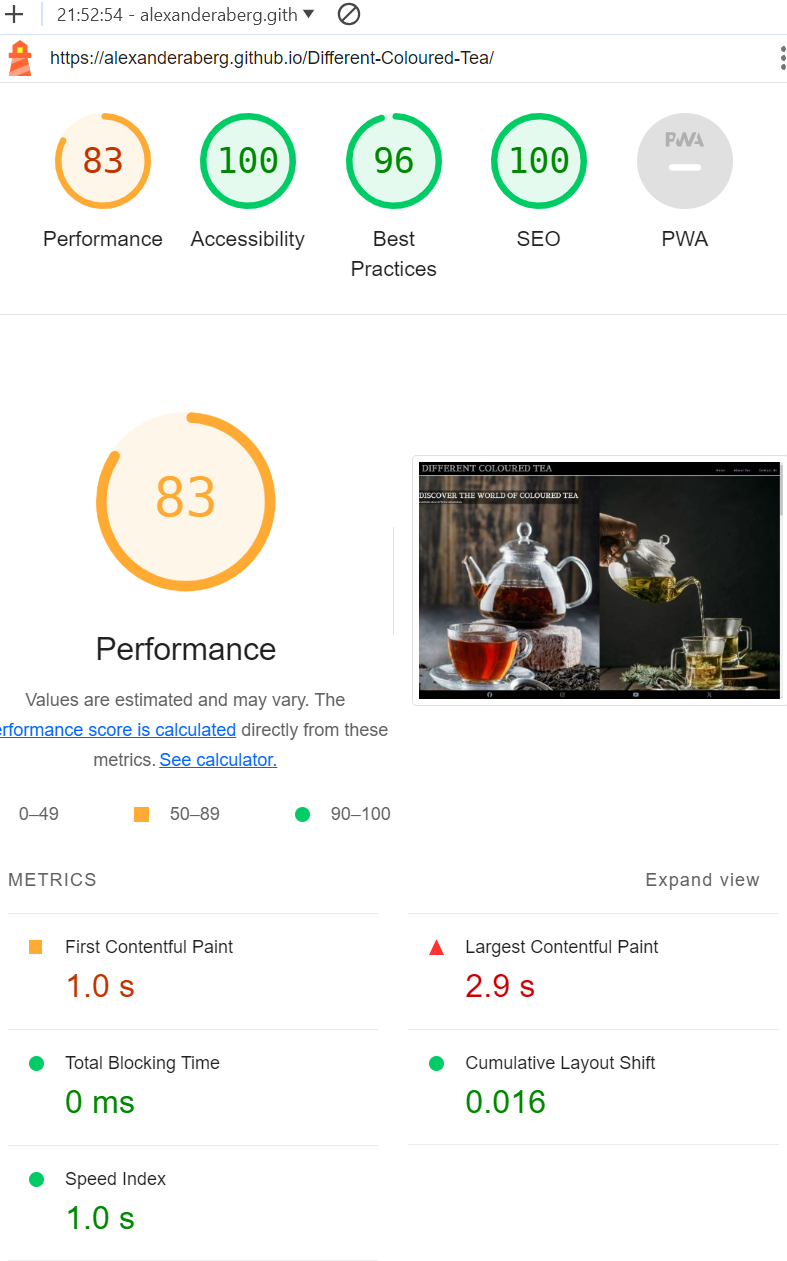 21:52:54 - alexanderaberg.gith
https://alexanderaberg.github.io/Different-Coloured-Tea/
83
100
96
100
PWA
Performance
Accessibility
Best
Practices
SEO
PWA
83
Performance
Values are estimated and may vary. The
erformance score is calculated directly from these
metrics. See calculator.
0–49
50–89
90–100
DIFFERENT COLOURED TEA
DISCOVER THE WORLD OF COLOURED TEA
METRICS
Expand view
First Contentful Paint
1.0 s
Largest Contentful Paint
2.9 s
Total Blocking Time
0 ms
Cumulative Layout Shift
0.016
Speed Index
1.0 s